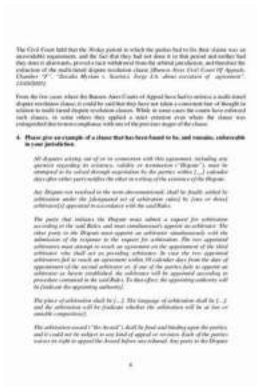 The Civil Court held that the 30-day period in which the parties had to fix their claim was an
unavoidable requirement, and the fact that they had not done it in that period and neither had
they done it afterwards, proved a tacit withdrawal from the arbitral jurisdiction, and therefore the
extinction of the multi-tiered dispute resolution clause
Chamber "F",
From the cases where the Buenos Aires Courts of Appeal have had to enforce a multi-tiered
dispute resolution clause, it could be said that they have not taken a consistent line of thought in
relation to multi-tiered dispute resolution clauses. While in some cases the courts have enforced
such clauses, in some others they applied a strict criterion even where the clause was
extinguished due to non-compliance with one of the previous stages of the clause.
4. Please give an example of a clause that has been found to be, and remains, enforceable
in your jurisdiction.
All disputes arising out of or in connection with this agreement, including any
question regarding its existence, validity or termination ("Dispute"), must be
attempted to be solved through negotiation by the parties within [...] calendar
days after either party notifies the other in writing of the existence of the Dispute.
Any Dispute not resolved in the term abovementioned, shall be finally settled by
arbitration under the [designated set of arbitration rules] by [one or three]
arbitrator[s] appointed in accordance with the said Rules.
The party that initiates the Dispute must submit a request for arbitration
according to the said Rules and must simultaneously appoint an arbitrator. The
other party to the Dispute must appoint an arbitrator simultaneously with the
submission of its response to the request for arbitration. The two appointed
arbitrators must attempt to reach an agreement on the appointment of the third
arbitrator who shall act as presiding arbitrator. In case the two appointed
arbitrators fail to reach an agreement within 30 calendar days from the date of
appointment of the second arbitrator or, if one of the parties fails to appoint an
arbitrator as herein established, the arbitrator will be appointed according to
procedure contained in the said Rules. To that effect, the appointing authority will
be [indicate the appointing authority].
The place of arbitration shall be [...]. The language of arbitration shall be [...]
and the arbitration will be [indicate whether the arbitration will be at law or
amiable compositeur].
The arbitration award ("the Award") shall be final and binding upon the parties,
and it could not be subject to any kind of appeal or revision. Each of the parties
waives its right to appeal the Award before any tribunal. Any party to the Dispute